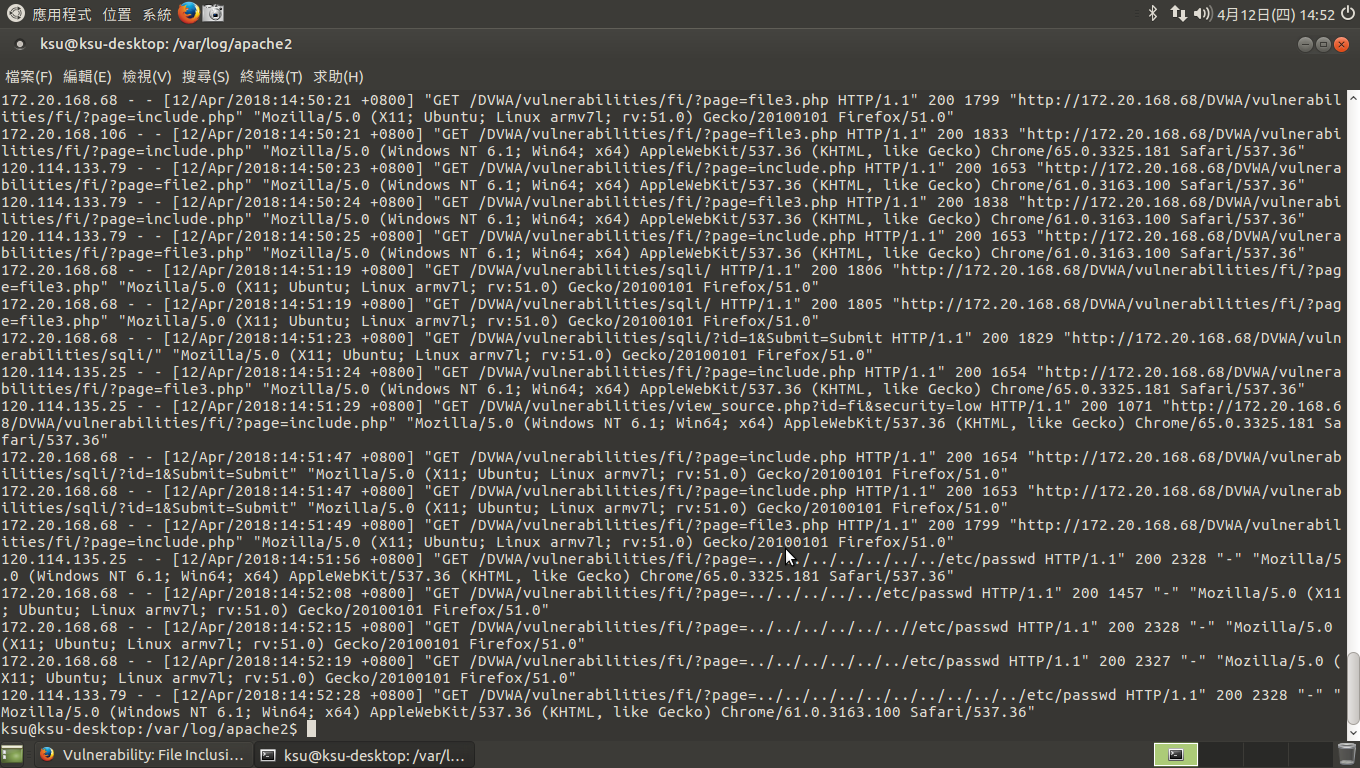 應用程式 位置 系統 4月12日(四) 14:52
ksu@ksu-desktop: /var/log/apache2
檔案(F) 編輯(E) 檢視(V) 搜尋(S) 終端機(T) 求助(H)
172.20.168.68 - - [12/Apr/2018:14:50:21 +0800] "GET /DVWA/vulnerabilities/fi/?page=file3.php HTTP/1.1" 200 1799 "http://172.20.168.68/DVWA/vulnerabil
ities/fi/?page=include.php" "Mozilla/5.0 (X11; Ubuntu; Linux armv7l; rv:51.0) Gecko/20100101 Firefox/51.0"
172.20.168.106 - - [12/Apr/2018:14:50:21 +0800] "GET /DVWA/vulnerabilities/fi/?page=file3.php HTTP/1.1" 200 1833 "http://172.20.168.68/DVWA/vulnerabi
lities/fi/?page=include.php" "Mozilla/5.0 (Windows NT 6.1; Win64; x64) AppleWebKit/537.36 (KHTML, like Gecko) Chrome/65.0.3325.181 Safari/537.36"
120.114.133.79 - - [12/Apr/2018:14:50:23 +0800] "GET /DVWA/vulnerabilities/fi/?page=include.php HTTP/1.1" 200 1653 "http://172.20.168.68/DVWA/vulnera
bilities/fi/?page=file2.php" "Mozilla/5.0 (Windows NT 6.1; Win64; x64) AppleWebKit/537.36 (KHTML, like Gecko) Chrome/61.0.3163.100 Safari/537.36"
120.114.133.79 - - [12/Apr/2018:14:50:24 +0800] "GET /DVWA/vulnerabilities/fi/?page=file3.php HTTP/1.1" 200 1838 "http://172.20.168.68/DVWA/vulnerabi
lities/fi/?page=include.php" "Mozilla/5.0 (Windows NT 6.1; Win64; x64) AppleWebKit/537.36 (KHTML, like Gecko) Chrome/61.0.3163.100 Safari/537.36"
120.114.133.79 - - [12/Apr/2018:14:50:25 +0800] "GET /DVWA/vulnerabilities/fi/?page=include.php HTTP/1.1" 200 1653 "http://172.20.168.68/DVWA/vulnera
bilities/fi/?page=file3.php" "Mozilla/5.0 (Windows NT 6.1; Win64; x64) AppleWebKit/537.36 (KHTML, like Gecko) Chrome/61.0.3163.100 Safari/537.36"
172.20.168.68 - - [12/Apr/2018:14:51:19 +0800] "GET /DVWA/vulnerabilities/sqli/ HTTP/1.1" 200 1806 "http://172.20.168.68/DVWA/vulnerabilities/fi/?pag
e=file3.php" "Mozilla/5.0 (X11; Ubuntu; Linux armv7l; rv:51.0) Gecko/20100101 Firefox/51.0"
172.20.168.68 - - [12/Apr/2018:14:51:19 +0800] "GET /DVWA/vulnerabilities/sqli/ HTTP/1.1" 200 1805 "http://172.20.168.68/DVWA/vulnerabilities/fi/?pag
e=file3.php" "Mozilla/5.0 (X11; Ubuntu; Linux armv7l; rv:51.0) Gecko/20100101 Firefox/51.0"
172.20.168.68 - - [12/Apr/2018:14:51:23 +0800] "GET /DVWA/vulnerabilities/sqli/?id=1&Submit=Submit HTTP/1.1" 200 1829 "http://172.20.168.68/DVWA/vuln
erabilities/sqli/" "Mozilla/5.0 (X11; Ubuntu; Linux armv7l; rv:51.0) Gecko/20100101 Firefox/51.0"
120.114.135.25 - - [12/Apr/2018:14:51:24 +0800] "GET /DVWA/vulnerabilities/fi/?page=include.php HTTP/1.1" 200 1654 "http://172.20.168.68/DVWA/vulnera
bilities/fi/?page=file3.php" "Mozilla/5.0 (Windows NT 6.1; Win64; x64) AppleWebKit/537.36 (KHTML, like Gecko) Chrome/65.0.3325.181 Safari/537.36"
120.114.135.25 - - [12/Apr/2018:14:51:29 +0800] "GET /DVWA/vulnerabilities/view_source.php?id=fi&security=low HTTP/1.1" 200 1071 "http://172.20.168.6
8/DVWA/vulnerabilities/fi/?page=include.php" "Mozilla/5.0 (Windows NT 6.1; Win64; x64) AppleWebKit/537.36 (KHTML, like Gecko) Chrome/65.0.3325.181 Sa
fari/537.36"
172.20.168.68 - - [12/Apr/2018:14:51:47 +0800] "GET /DVWA/vulnerabilities/fi/?page=include.php HTTP/1.1" 200 1654 "http://172.20.168.68/DVWA/vulnerab
ilities/sqli/?id=1&Submit=Submit" "Mozilla/5.0 (X11; Ubuntu; Linux armv7l; rv:51.0) Gecko/20100101 Firefox/51.0"
172.20.168.68 - - [12/Apr/2018:14:51:47 +0800] "GET /DVWA/vulnerabilities/fi/?page=include.php HTTP/1.1" 200 1653 "http://172.20.168.68/DVWA/vulnerab
ilities/sqli/?id=1&Submit=Submit" "Mozilla/5.0 (X11; Ubuntu; Linux armv7l; rv:51.0) Gecko/20100101 Firefox/51.0"
172.20.168.68 - - [12/Apr/2018:14:51:49 +0800] "GET /DVWA/vulnerabilities/fi/?page=file3.php HTTP/1.1" 200 1799 "http://172.20.168.68/DVWA/vulnerabil
ities/fi/?page=include.php" "Mozilla/5.0 (X11; Ubuntu; Linux armv7l; rv:51.0) Gecko/20100101 Firefox/51.0"
120.114.135.25 - - [12/Apr/2018:14:51:56 +0800] "GET /DVWA/vulnerabilities/fi/?page=../../../../../../../etc/passwd HTTP/1.1" 200 2328 "-" "Mozilla/5
.0 (Windows NT 6.1; Win64; x64) AppleWebKit/537.36 (KHTML, like Gecko) Chrome/65.0.3325.181 Safari/537.36"
172.20.168.68 - - [12/Apr/2018:14:52:08 +0800] "GET /DVWA/vulnerabilities/fi/?page=../../../../../etc/passwd HTTP/1.1" 200 1457 "-" "Mozilla/5.0 (X11
; Ubuntu; Linux armv7l; rv:51.0) Gecko/20100101 Firefox/51.0"
172.20.168.68 - - [12/Apr/2018:14:52:15 +0800] "GET /DVWA/vulnerabilities/fi/?page=../../../../../..//etc/passwd HTTP/1.1" 200 2328 "-" "Mozilla/5.0 
(X11; Ubuntu; Linux armv7l; rv:51.0) Gecko/20100101 Firefox/51.0"
172.20.168.68 - - [12/Apr/2018:14:52:19 +0800] "GET /DVWA/vulnerabilities/fi/?page=../../../../../../etc/passwd HTTP/1.1" 200 2327 "-" "Mozilla/5.0 (
X11; Ubuntu; Linux armv7l; rv:51.0) Gecko/20100101 Firefox/51.0"
120.114.133.79 - - [12/Apr/2018:14:52:28 +0800] "GET /DVWA/vulnerabilities/fi/?page=../../../../../../../../../../etc/passwd HTTP/1.1" 200 2328 "-" "
Mozilla/5.0 (Windows NT 6.1; Win64; x64) AppleWebKit/537.36 (KHTML, like Gecko) Chrome/61.0.3163.100 Safari/537.36"
ksu@ksu-desktop:/var/log/apache2$
Vulnerability: File Inclusi... ksu@ksu-desktop: /var/l...